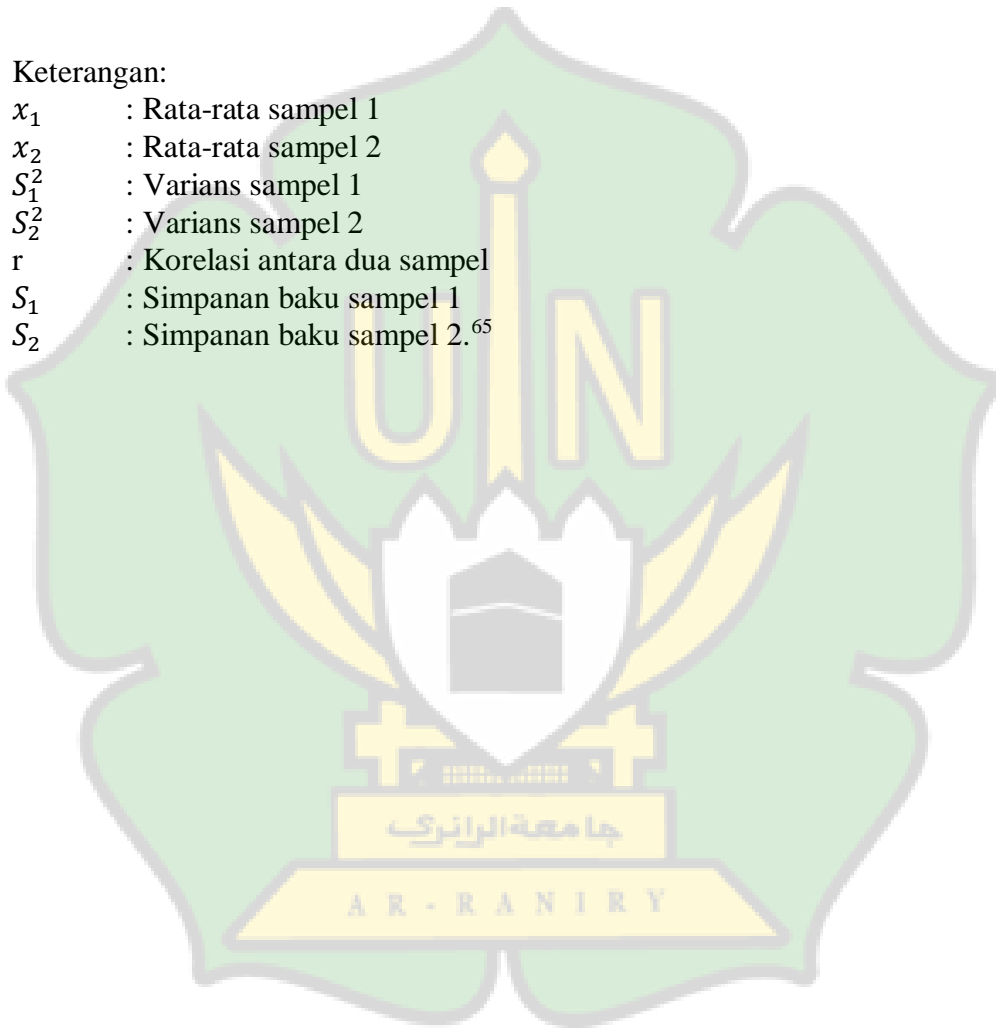 Keterangan:
𝑥₁ : Rata-rata sampel 1
𝑥₂ : Rata-rata sampel 2
𝑆₁² : Varians sampel 1
𝑆₂² : Varians sampel 2
r : Korelasi antara dua sampel
𝑆₁ : Simpanan baku sampel 1
𝑆₂ : Simpanan baku sampel 2.⁶⁵
UIN
جامعة الرانري
AR-RANIRY